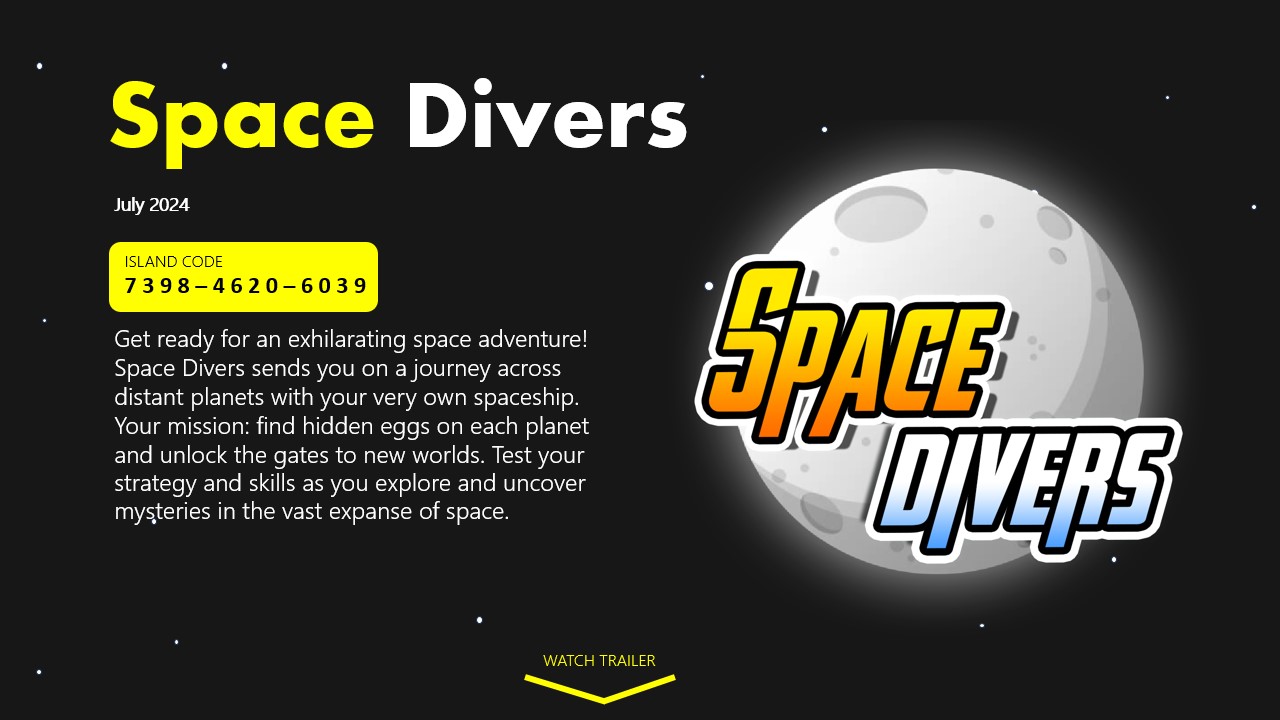 Space Divers
July 2024
ISLAND CODE
7398–4620–6039
Get ready for an exhilarating space adventure!
Space Divers sends you on a journey across
distant planets with your very own spaceship.
Your mission: find hidden eggs on each planet
and unlock the gates to new worlds. Test your
strategy and skills as you explore and uncover
mysteries in the vast expanse of space.
SPACE
DIVERS
WATCH TRAILER